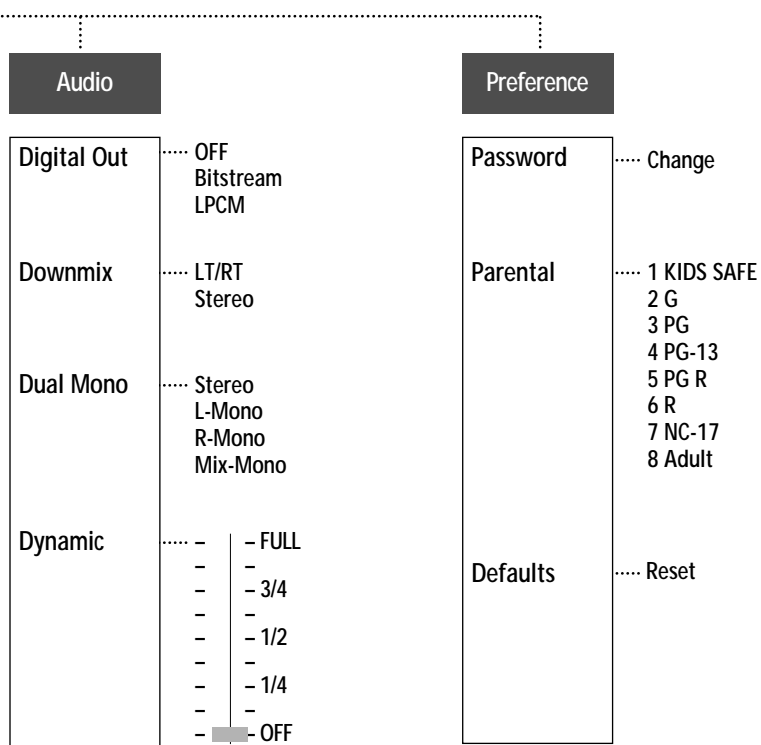 Audio
Digital Out
OFF
Bitstream
LPCM
Downmix
LT/RT
Stereo
Dual Mono
Stereo
L-Mono
R-Mono
Mix-Mono
Dynamic
FULL
3/4
1/2
1/4
OFF
Preference
Password
Change
Parental
1 KIDS SAFE
2 G
3 PG
4 PG-13
5 PG R
6 R
7 NC-17
8 Adult
Defaults
Reset